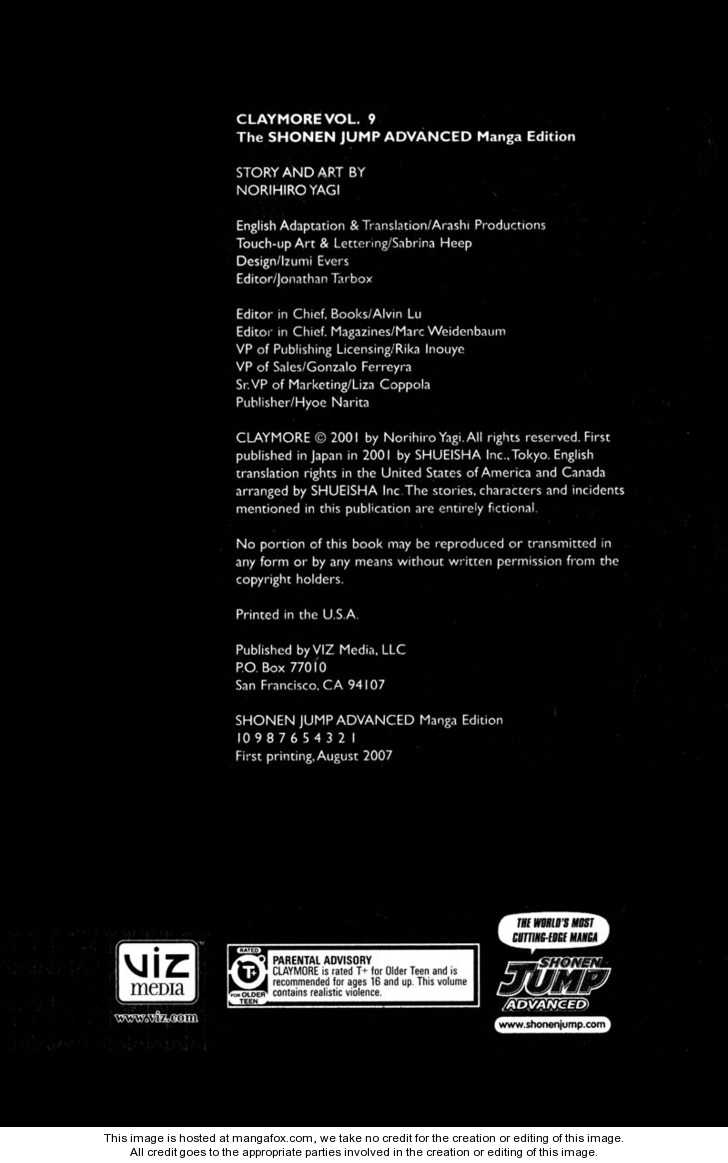 CLAYMORE VOL. 9
The SHONEN JUMP ADVANCED Manga Edition
STORY AND ART BY
NORIHIRO YAGI
English Adaptation & Translation/Arashi Productions
Touch-up Art & Lettering/Sabrina Heep
Design/Izumi Evers
Editor/Jonathan Tarbox
Editor in Chief, Books/Alvin Lu
Editor in Chief, Magazines/Marc Weidenbaum
VP of Publishing Licensing/Rika Inouye
VP of Sales/Gonzalo Ferreyra
Sr. VP of Marketing/Liza Coppola
Publisher/Hyoe Narita
CLAYMORE © 2001 by Norihiro Yagi. All rights reserved. First
published in Japan in 2001 by SHUEISHA Inc., Tokyo. English
translation rights in the United States of America and Canada
arranged by SHUEISHA Inc. The stories, characters and incidents
mentioned in this publication are entirely fictional.
No portion of this book may be reproduced or transmitted in
any form or by any means without written permission from the
copyright holders.
Printed in the U.S.A.
Published by VIZ Media, LLC
P.O. Box 77010
San Francisco, CA 94107
SHONEN JUMP ADVANCED Manga Edition
10 9 8 7 6 5 4 3 2 1
First printing, August 2007
THE WORLD'S MOST
CUTTING-EDGE MANGA
SHONEN
JUMP
ADVANCED
www.shonenjump.com
VIZ
MEDIA
www.viz.com
RATED
T+
FOR OLDER
TEEN
PARENTAL ADVISORY
CLAYMORE is rated T+ for Older Teen and is
recommended for ages 16 and up. This volume
contains realistic violence.
This image is hosted at mangafox.com, we take no credit for the creation or editing of this image.
All credit goes to the appropriate parties involved in the creation or editing of this image.